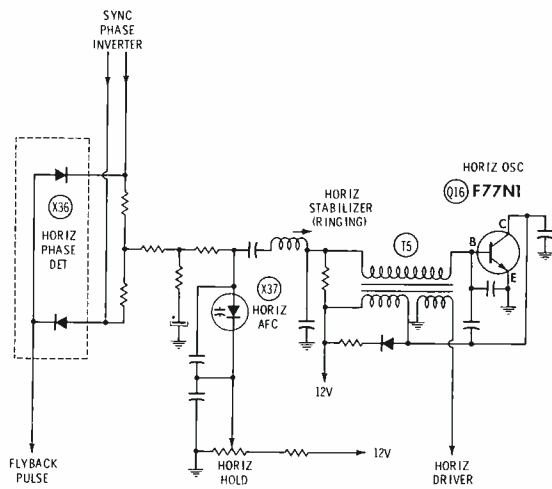 SYNC
PHASE
INVERTER
X36
HORIZ
PHASE
DET
HORIZ
STABILIZER
(RINGING)
T5
HORIZ OSC
Q16 F77N1
C
B
E
X37
HORIZ
AFC
+
12V
12V
FLYBACK
PULSE
HORIZ
HOLD
HORIZ
DRIVER